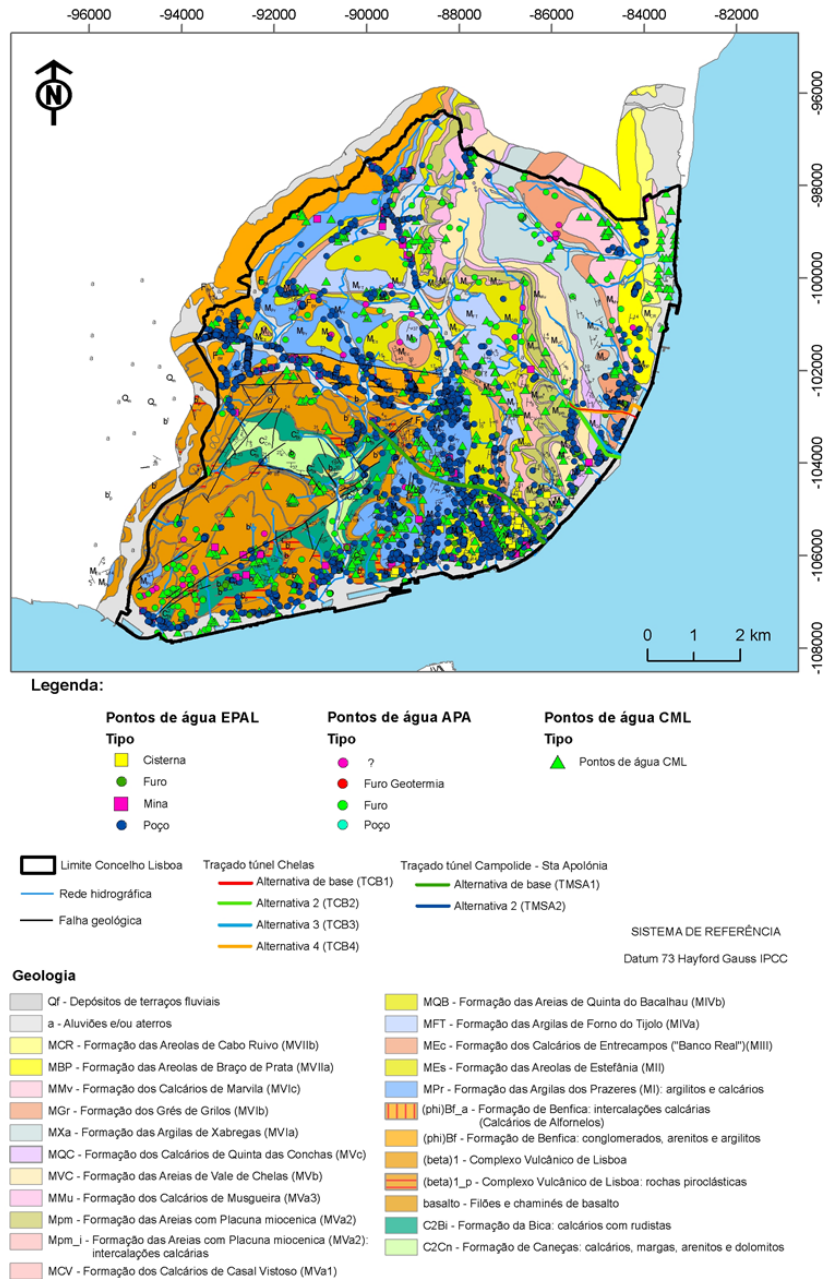 -96000 -94000 -92000 -90000 -88000 -86000 -84000 -82000
-96000
-98000
-100000
-102000
-104000
-106000
-108000
N
0 1 2 km
Legenda:
Pontos de água EPAL
Tipo
Cisterna
Furo
Mina
Poço
Pontos de água APA
Tipo
?
Furo Geotermia
Furo
Poço
Pontos de água CML
Tipo
Pontos de água CML
Limite Concelho Lisboa
Rede hidrográfica
Falha geológica
Traçado túnel Chelas
Alternativa de base (TCB1)
Alternativa 2 (TCB2)
Alternativa 3 (TCB3)
Alternativa 4 (TCB4)
Traçado túnel Campolide - Sta Apolónia
Alternativa de base (TMSA1)
Alternativa 2 (TMSA2)
SISTEMA DE REFERÊNCIA
Datum 73 Hayford Gauss IPCC
Geologia
Qf - Depósitos de terraços fluviais
a - Aluviões e/ou aterros
MCR - Formação das Areolas de Cabo Ruivo (MVIIb)
MBP - Formação das Areolas de Braço de Prata (MVIIa)
MMv - Formação dos Calcários de Marvila (MVIc)
MGr - Formação dos Grés de Grilos (MVIb)
MXa - Formação das Argilas de Xabregas (MVIa)
MQC - Formação dos Calcários de Quinta das Conchas (MVc)
MVC - Formação das Areias de Vale de Chelas (MVb)
MMu - Formação dos Calcários de Musgueira (MVa3)
Mpm - Formação das Areias com Placuna miocenica (MVa2)
Mpm_i - Formação das Areias com Placuna miocenica (MVa2):
intercalações calcárias
MCV - Formação dos Calcários de Casal Vistoso (MVa1)
MQB - Formação das Areias de Quinta do Bacalhau (MIVb)
MFT - Formação das Argilas de Forno do Tijolo (MIVa)
MEc - Formação dos Calcários de Entrecampos ("Banco Real")(MIII)
MEs - Formação das Areolas de Estefânia (MII)
MPr - Formação das Argilas dos Prazeres (MI): argilitos e calcários
(phi)Bf_a - Formação de Benfica: intercalações calcárias
(Calcários de Alfornelos)
(phi)Bf - Formação de Benfica: conglomerados, arenitos e argilitos
(beta)1 - Complexo Vulcânico de Lisboa
(beta)1_p - Complexo Vulcânico de Lisboa: rochas piroclásticas
basalto - Filões e chaminés de basalto
C2Bi - Formação da Bica: calcários com rudistas
C2Cn - Formação de Caneças: calcários, margas, arenitos e dolomitos